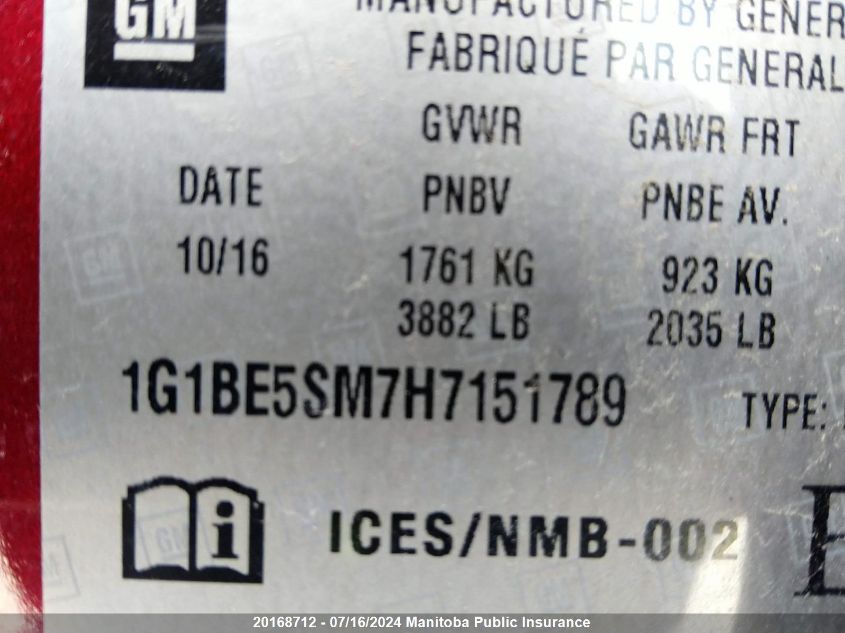 GM
MANUFACTURED BY GENER
FABRIQUÉ PAR GENERAL
GVWR GAWR FRT
DATE PNBV PNBE AV.
10/16 1761 KG 923 KG
3882 LB 2035 LB
1G1BE5SM7H7151789 TYPE:
i ICES/NMB-002
20168712 - 07/16/2024 Manitoba Public Insurance